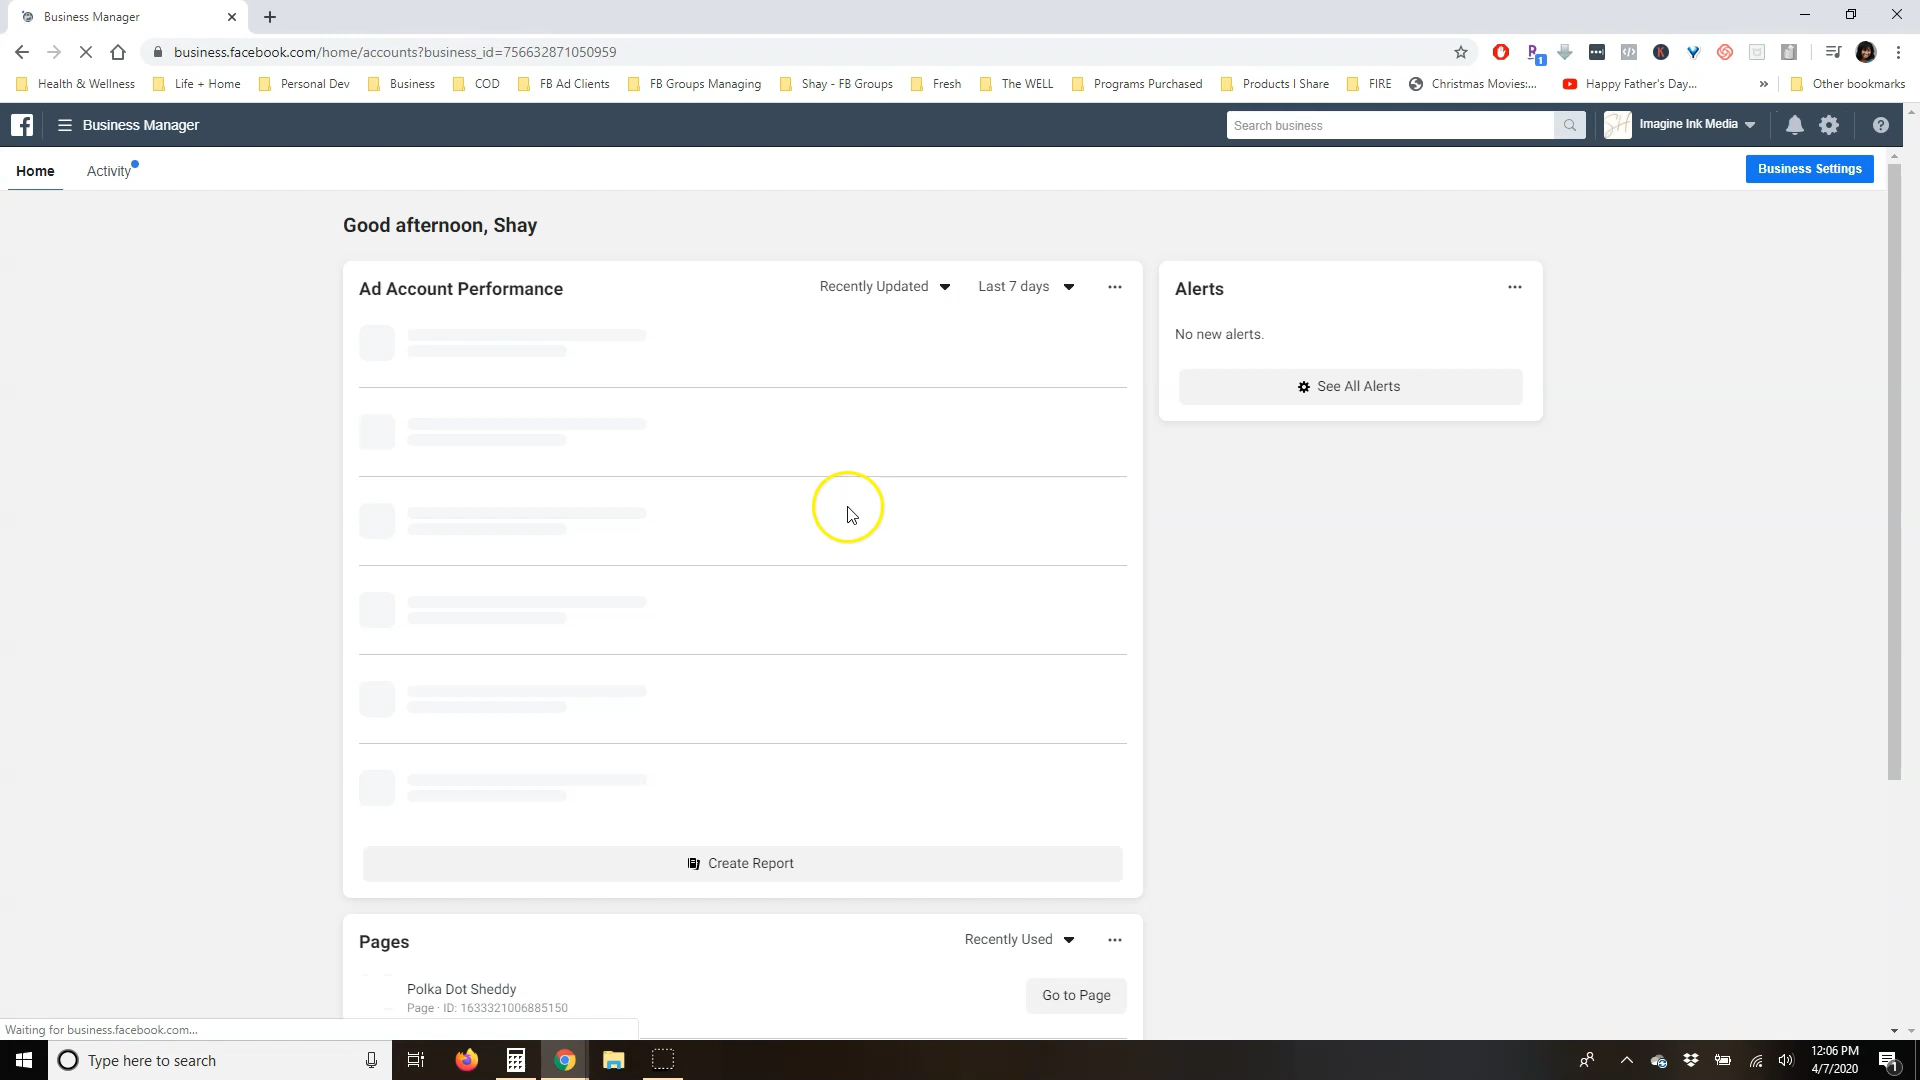 Business Manager
business.facebook.com/home/accounts?business_id=756632871050959
1
Health & Wellness
Life + Home
Personal Dev
Business
COD
FB Ad Clients
FB Groups Managing
Shay - FB Groups
Fresh
The WELL
Programs Purchased
Products I Share
FIRE
Christmas Movies:...
Happy Father's Day...
»
Other bookmarks
Business Manager
Search business
Imagine Ink Media
Home
Activity
Business Settings
Good afternoon, Shay
Ad Account Performance
Recently Updated
Last 7 days
Alerts
No new alerts.
See All Alerts
Create Report
Pages
Recently Used
Polka Dot Sheddy
Page · ID: 1633321006885150
Go to Page
Waiting for business.facebook.com...
Type here to search
12:06 PM
4/7/2020
1